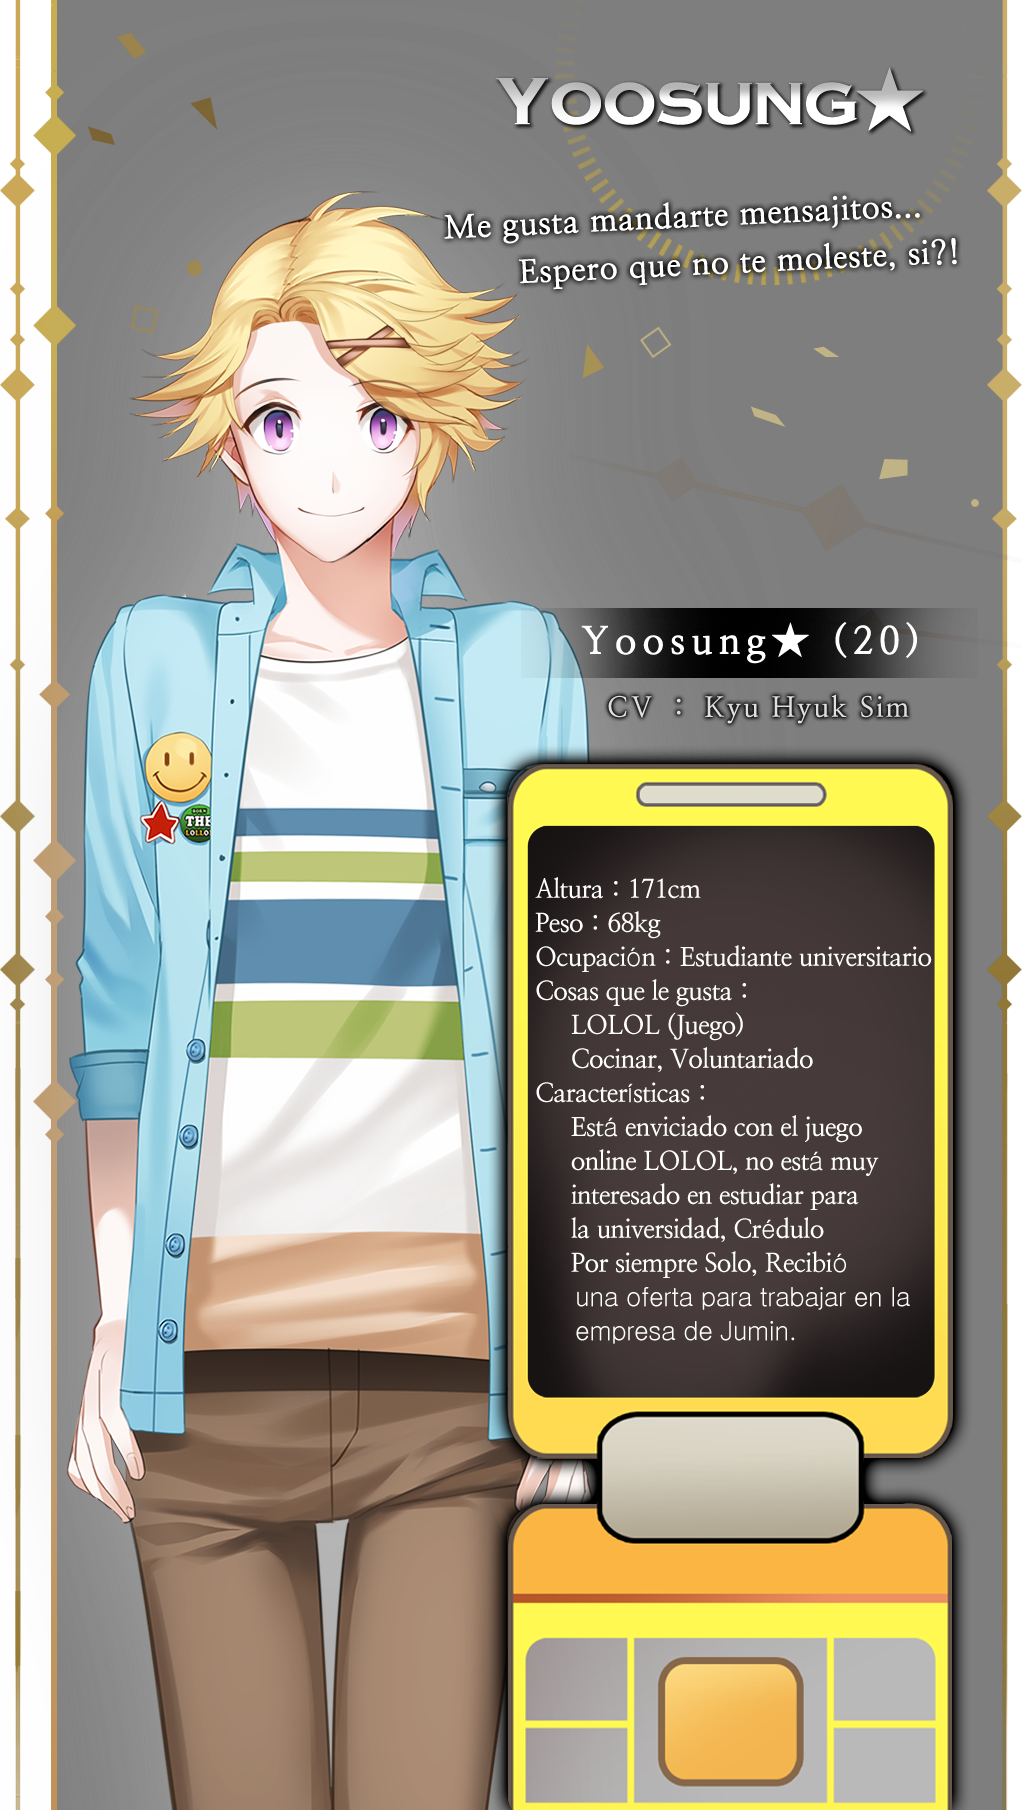 YOOSUNG★
Me gusta mandarte mensajitos...
Espero que no te moleste, si?!
Yoosung★ (20)
CV : Kyu Hyuk Sim
THE
LOLO
Altura : 171cm
Peso : 68kg
Ocupación : Estudiante universitario
Cosas que le gusta :
LOLOL (Juego)
Cocinar, Voluntariado
Características :
Está enviciado con el juego
online LOLOL, no está muy
interesado en estudiar para
la universidad, Crédulo
Por siempre Solo, Recibió
una oferta para trabajar en la
empresa de Jumin.